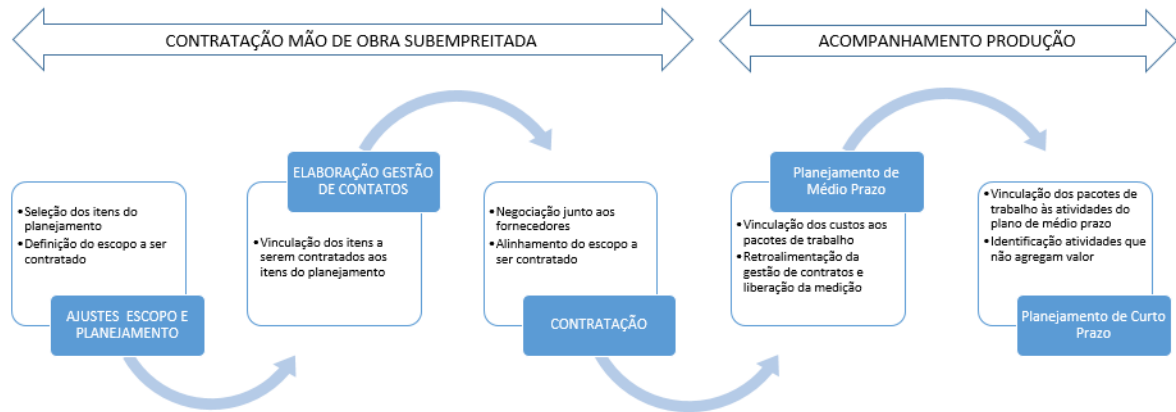 CONTRATAÇÃO MÃO DE OBRA SUBEMPREITADA
ACOMPANHAMENTO PRODUÇÃO
• Seleção dos itens do
planejamento
• Definição do escopo a ser
contratado
AJUSTES ESCOPO E
PLANEJAMENTO
ELABORAÇÃO GESTÃO
DE CONTATOS
• Vinculação dos itens a
serem contratados aos
itens do planejamento
• Negociação junto aos
fornecedores
• Alinhamento do escopo a
ser contratado
CONTRATAÇÃO
Planejamento de
Médio Prazo
• Vinculação dos custos aos
pacotes de trabalho
• Retroalimentação da
gestão de contratos e
liberação da medição
• Vinculação dos pacotes de
trabalho às atividades do
plano de médio prazo
• Identificação atividades que
não agregam valor
Planejamento de Curto
Prazo